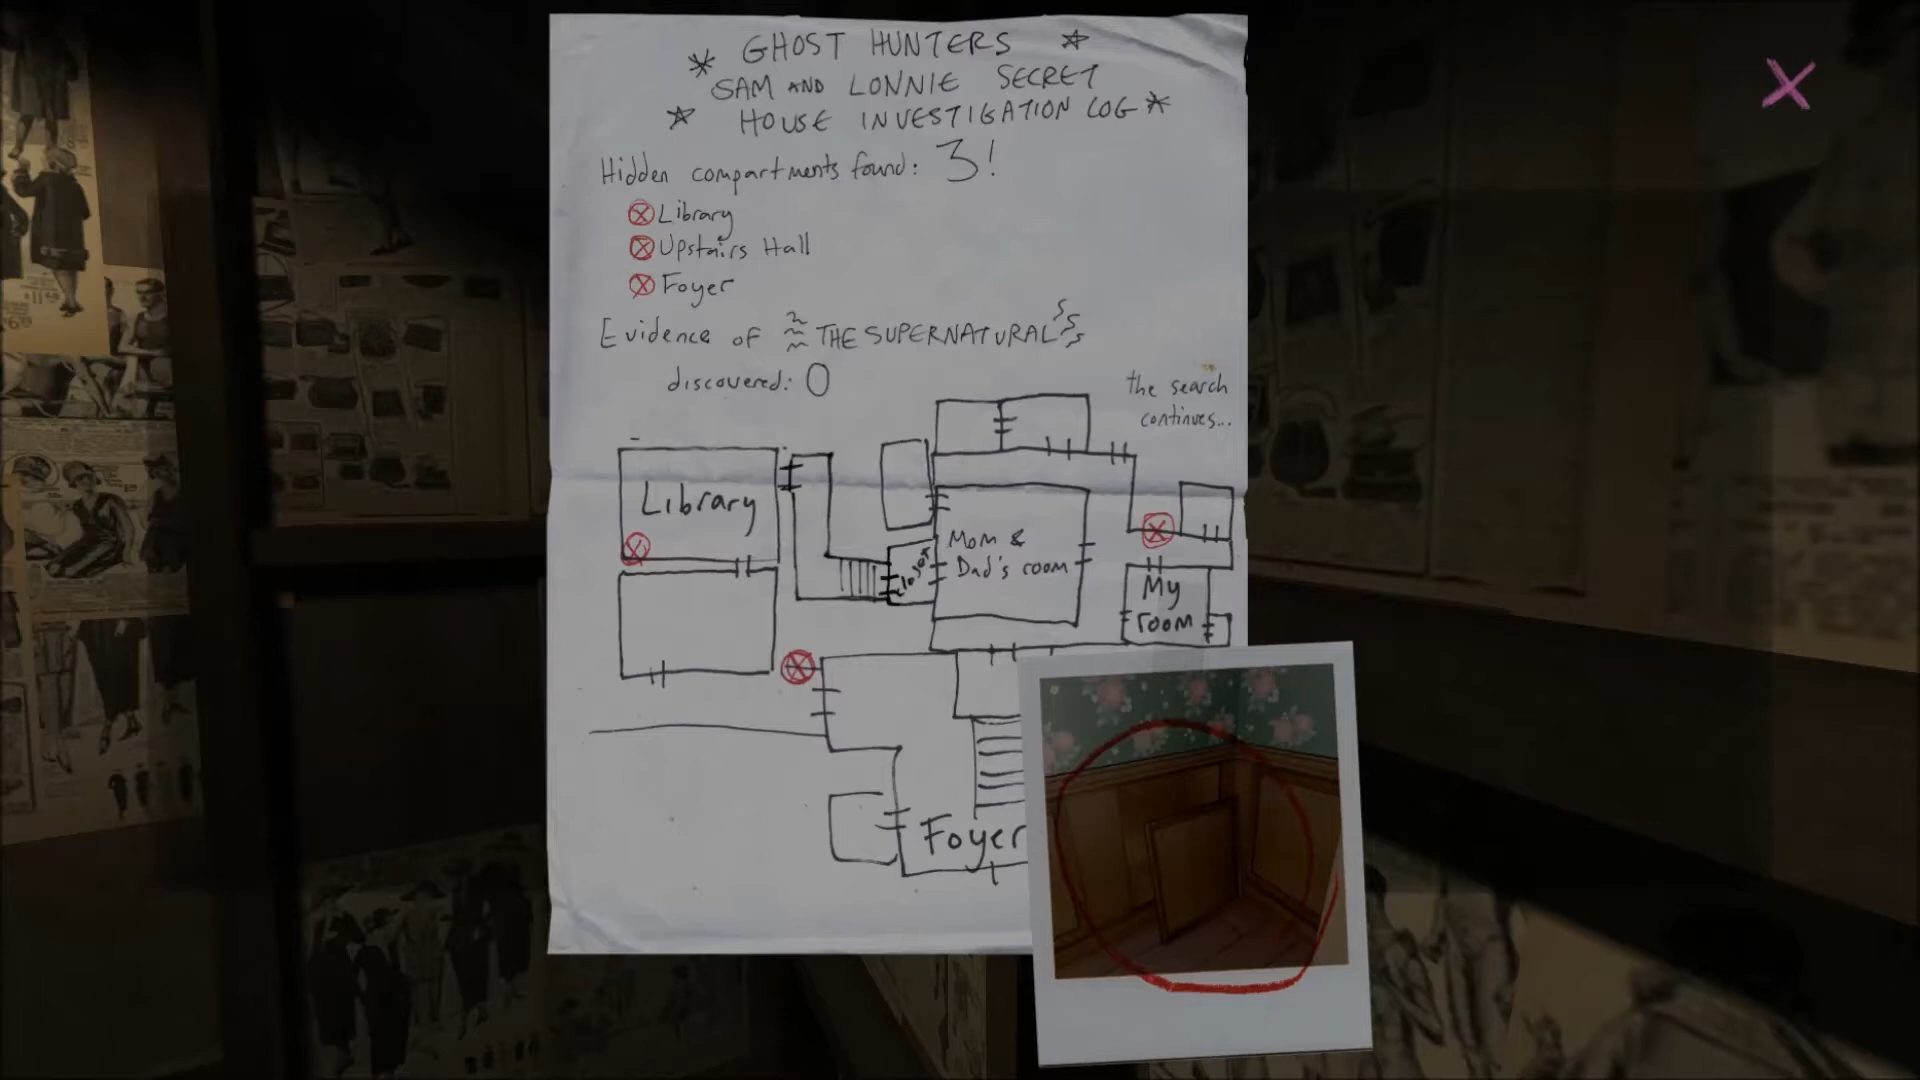 GHOST HUNTERS
SAM AND LONNIE SECRET
HOUSE INVESTIGATION LOG
Hidden compartments found: 3!
Library
Upstairs Hall
Foyer
Evidence of THE SUPERNATURAL
discovered: 0
the search
continues...
Library
Mom &
Dad's room
My
room
Foyer